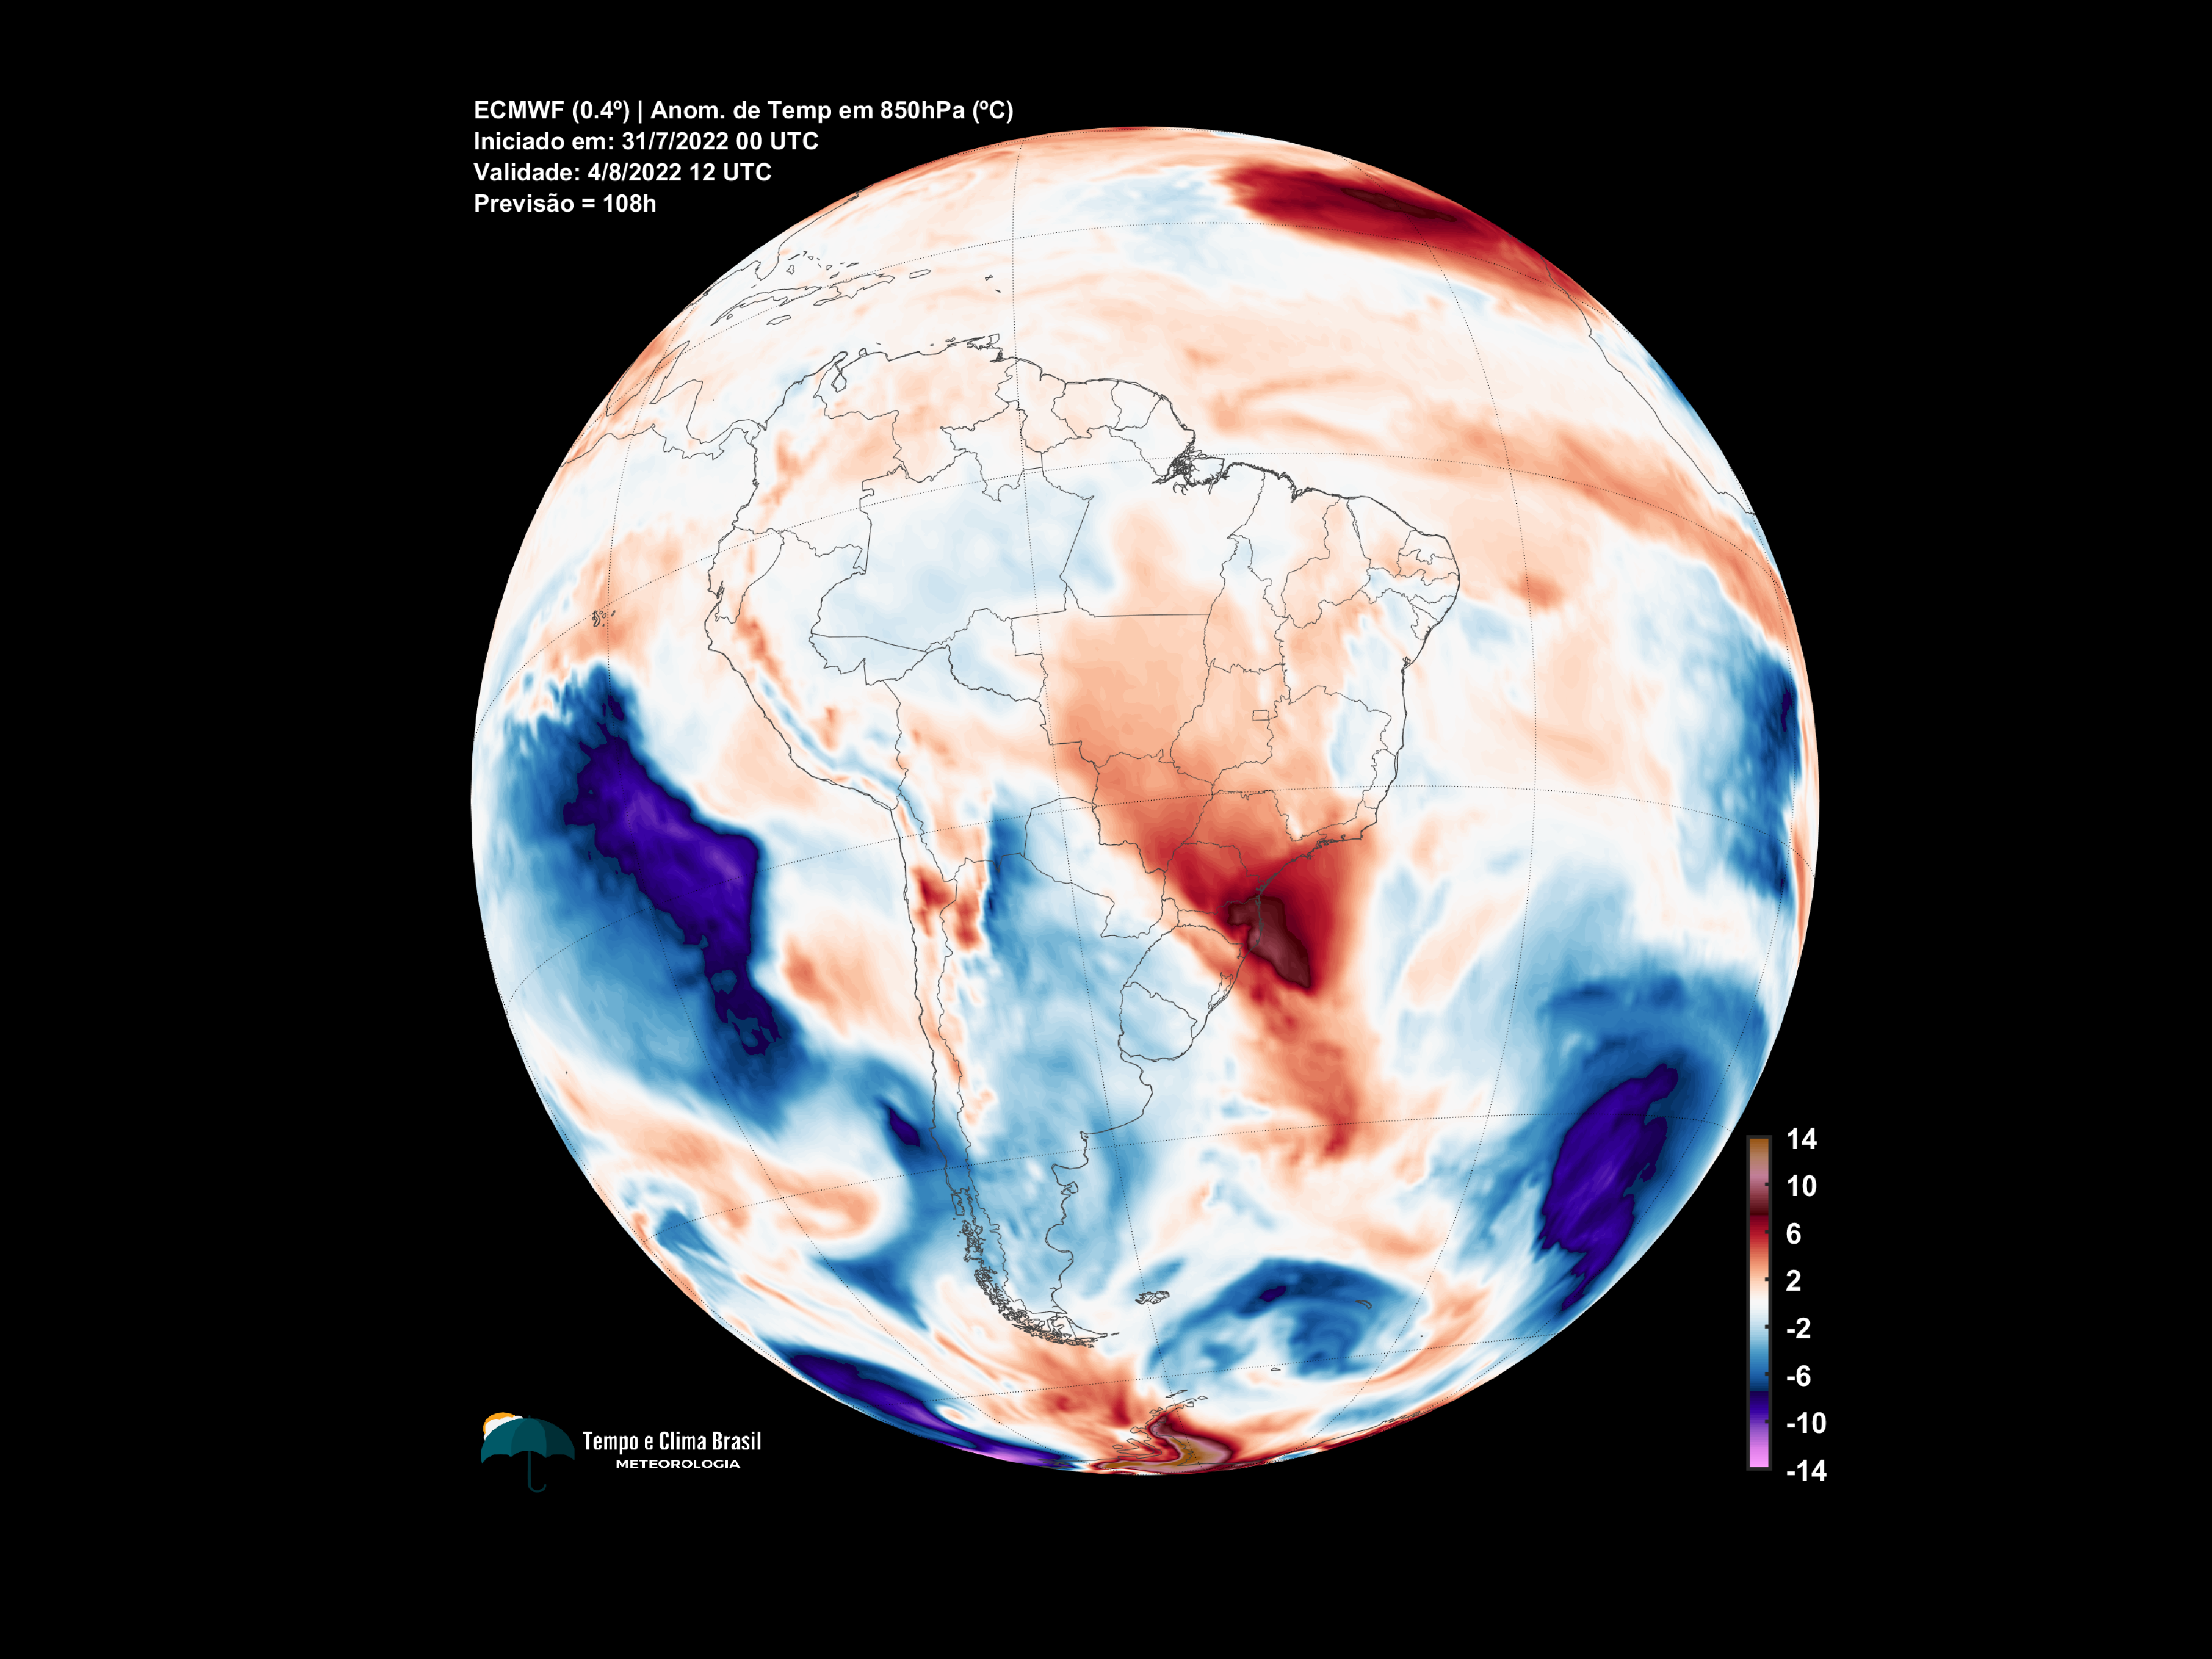 ECMWF (0.4º) | Anom. de Temp em 850hPa (ºC)
Iniciado em: 31/7/2022 00 UTC
Validade: 4/8/2022 12 UTC
Previsão = 108h
14
10
6
2
-2
-6
-10
-14
Tempo e Clima Brasil
METEOROLOGIA